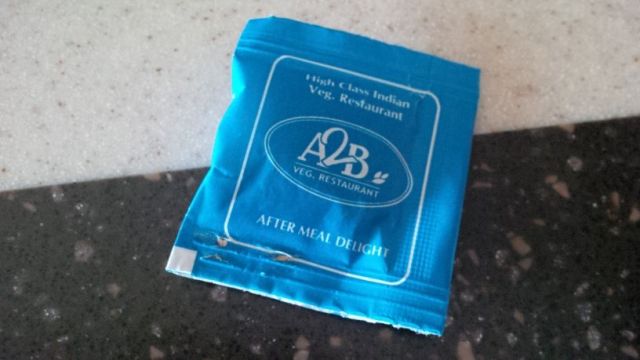 High Class Indian
Veg. Restaurant
A2B
VEG. RESTAURANT
AFTER MEAL DELIGHT